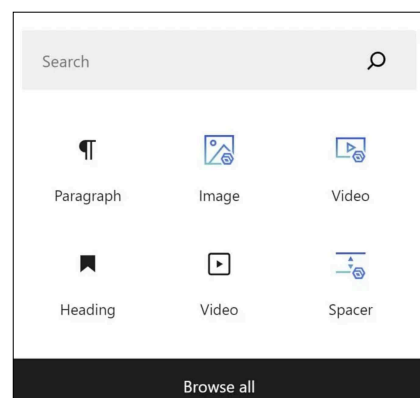 Search
Paragraph Image Video
Heading Video Spacer
Browse all